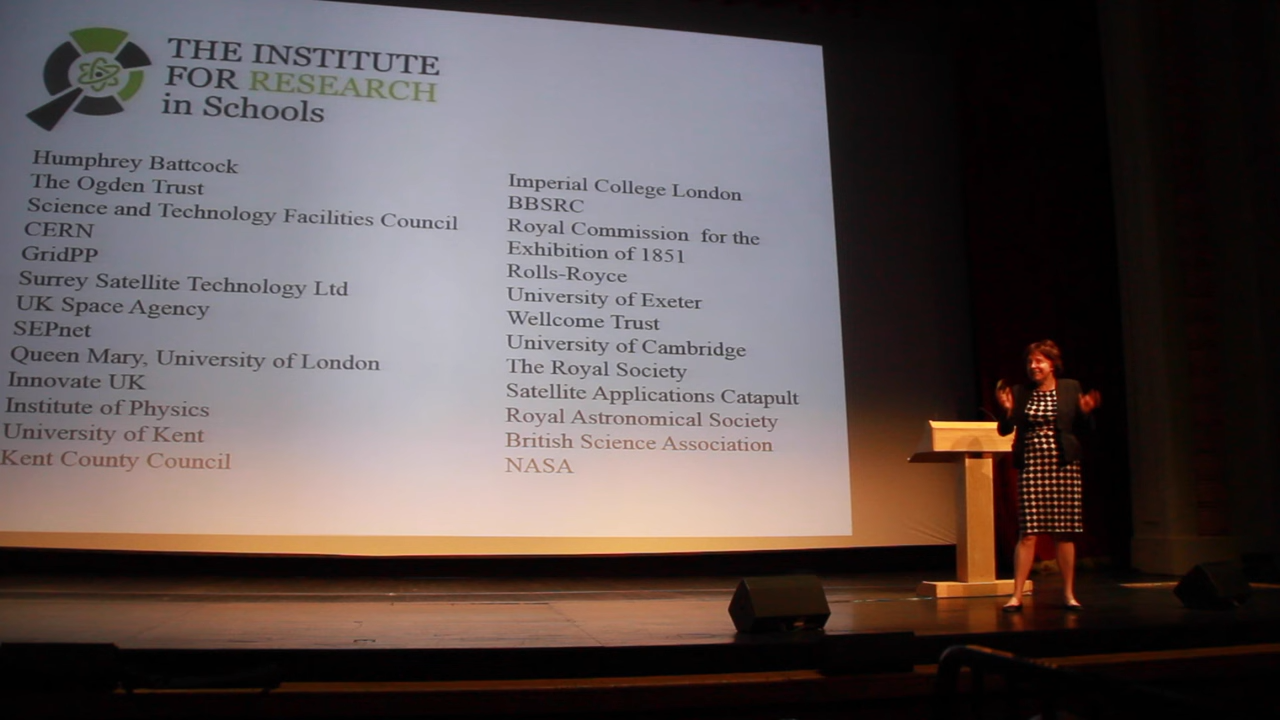 THE INSTITUTE
FOR RESEARCH
in Schools
Humphrey Battcock
The Ogden Trust
Science and Technology Facilities Council
CERN
GridPP
Surrey Satellite Technology Ltd
UK Space Agency
SEPnet
Queen Mary, University of London
Innovate UK
Institute of Physics
University of Kent
Kent County Council
Imperial College London
BBSRC
Royal Commission for the
Exhibition of 1851
Rolls-Royce
University of Exeter
Wellcome Trust
University of Cambridge
The Royal Society
Satellite Applications Catapult
Royal Astronomical Society
British Science Association
NASA